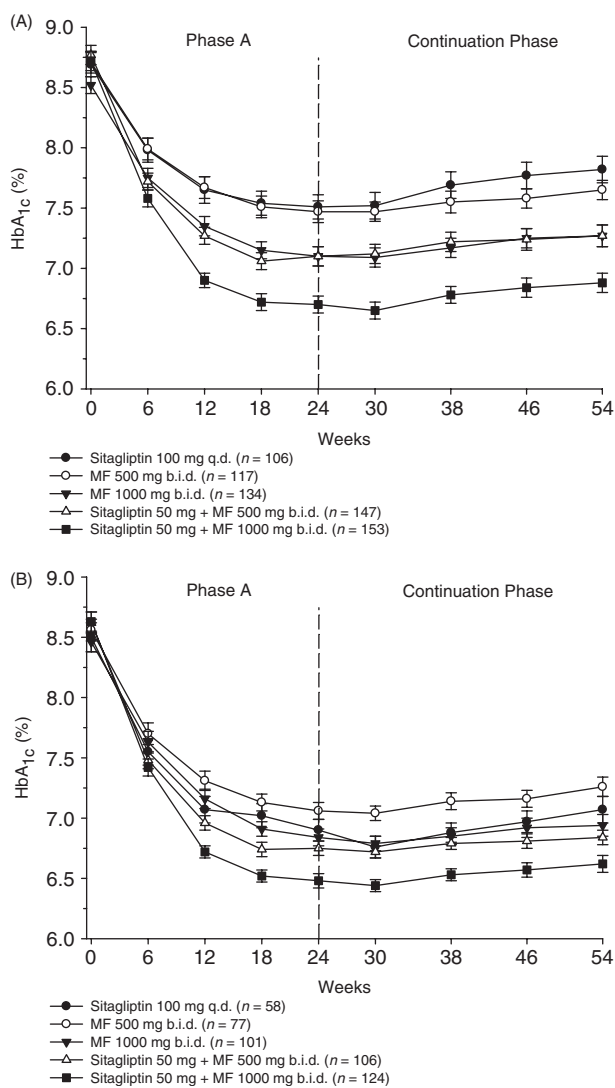 (A)
9.0
Phase A
Continuation Phase
8.5
8.0
7.5
7.0
6.5
6.0
HbA1c (%)
0 6 12 18 24 30 38 46 54
Weeks
Sitagliptin 100 mg q.d. (n = 106)
MF 500 mg b.i.d. (n = 117)
MF 1000 mg b.i.d. (n = 134)
Sitagliptin 50 mg + MF 500 mg b.i.d. (n = 147)
Sitagliptin 50 mg + MF 1000 mg b.i.d. (n = 153)
(B)
9.0
Phase A
Continuation Phase
8.5
8.0
7.5
7.0
6.5
6.0
HbA1c (%)
0 6 12 18 24 30 38 46 54
Weeks
Sitagliptin 100 mg q.d. (n = 58)
MF 500 mg b.i.d. (n = 77)
MF 1000 mg b.i.d. (n = 101)
Sitagliptin 50 mg + MF 500 mg b.i.d. (n = 106)
Sitagliptin 50 mg + MF 1000 mg b.i.d. (n = 124)